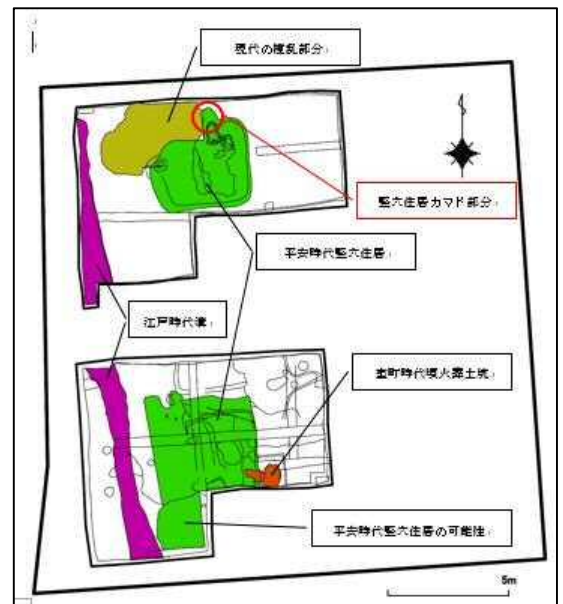 現代の攪乱部分
竪穴住居カマド部分
平安時代竪穴住居
江戸時代溝
室町時代頃火葬土坑
平安時代竪穴住居の可能性
5m